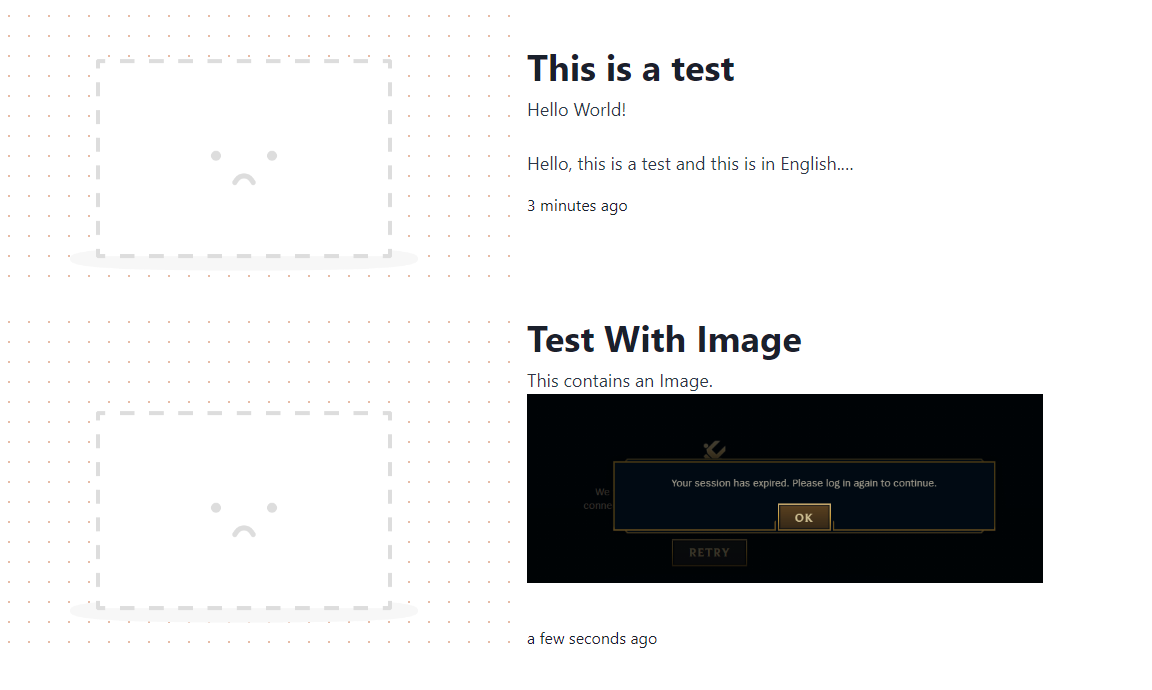 This is a test
Hello World!
Hello, this is a test and this is in English....
3 minutes ago
Test With Image
This contains an Image.
Your session has expired. Please log in again to continue.
We
conne
OK
RETRY
a few seconds ago